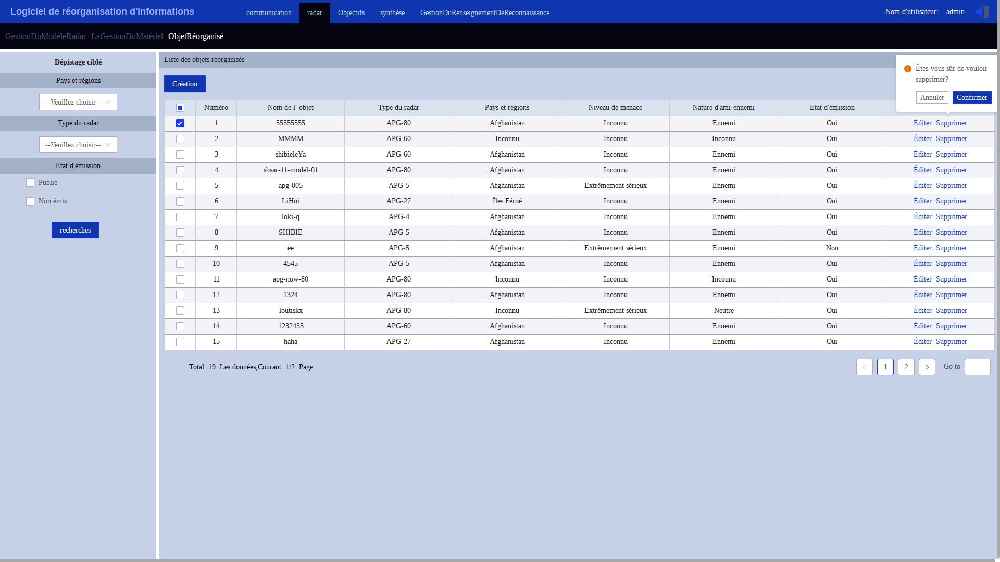 Logiciel de réorganisation d'informations communication radar Objectifs synthèse GestionDuRenseignementDeReconnaissance Nom d'utilisateur: admin
GestionDuModèleRadar LaGestionDuMatériel ObjetRéorganisé
Dépistage ciblé
Pays et régions
--Veuillez choisir--
Type du radar
--Veuillez choisir--
Etat d'émission
Publié
Non émis
recherches
Liste des objets réorganisés
Création
Êtes-vous sûr de vouloir
supprimer?
Annuler Confirmer
Numéro Nom de l 'objet Type du radar Pays et régions Niveau de menace Nature d'ami-ennemi Etat d'émission
1 55555555 APG-80 Afghanistan Inconnu Ennemi Oui Éditer Supprimer
2 MMMM APG-60 Inconnu Inconnu Inconnu Oui Éditer Supprimer
3 shibieleYa APG-60 Afghanistan Inconnu Ennemi Oui Éditer Supprimer
4 sbsar-11-model-01 APG-80 Afghanistan Inconnu Ennemi Oui Éditer Supprimer
5 apg-005 APG-5 Afghanistan Extrêmement sérieux Ennemi Oui Éditer Supprimer
6 LiHoi APG-27 Îles Féroé Inconnu Ennemi Oui Éditer Supprimer
7 loki-q APG-4 Afghanistan Inconnu Ennemi Oui Éditer Supprimer
8 SHIBIE APG-5 Afghanistan Inconnu Ennemi Oui Éditer Supprimer
9 ee APG-5 Afghanistan Extrêmement sérieux Ennemi Non Éditer Supprimer
10 4545 APG-5 Afghanistan Inconnu Ennemi Oui Éditer Supprimer
11 apg-now-80 APG-80 Inconnu Inconnu Inconnu Oui Éditer Supprimer
12 1324 APG-80 Afghanistan Inconnu Ennemi Oui Éditer Supprimer
13 loutiskx APG-80 Inconnu Extrêmement sérieux Neutre Oui Éditer Supprimer
14 1232435 APG-60 Afghanistan Inconnu Ennemi Oui Éditer Supprimer
15 haha APG-27 Afghanistan Inconnu Ennemi Oui Éditer Supprimer
Total 19 Les données,Courant 1/2 Page < 1 2 > Go to